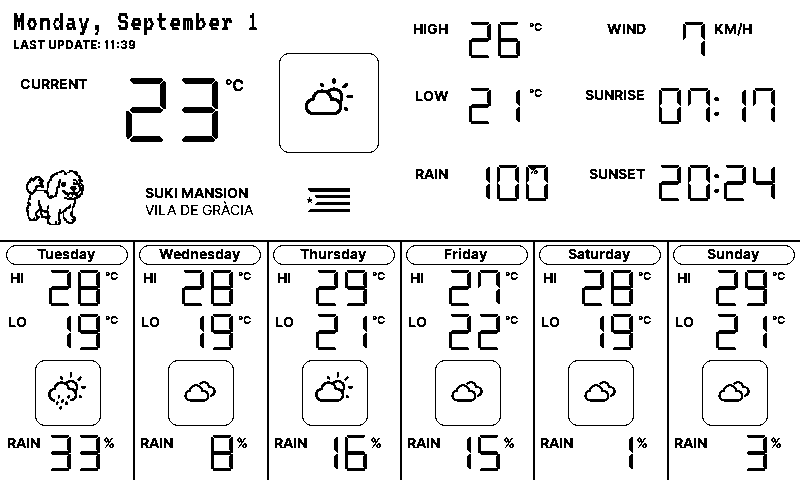 Monday, September 1
LAST UPDATE: 11:39
CURRENT 23 °C
SUKI MANSION
VILA DE GRÀCIA
HIGH 26 °C
LOW 21 °C
RAIN 100 %
WIND 7 KM/H
SUNRISE 07:17
SUNSET 20:24
Tuesday
HI 28 °C
LO 19 °C
RAIN 33 %
Wednesday
HI 28 °C
LO 19 °C
RAIN 8 %
Thursday
HI 29 °C
LO 21 °C
RAIN 16 %
Friday
HI 27 °C
LO 22 °C
RAIN 15 %
Saturday
HI 28 °C
LO 19 °C
RAIN 1 %
Sunday
HI 29 °C
LO 21 °C
RAIN 3 %